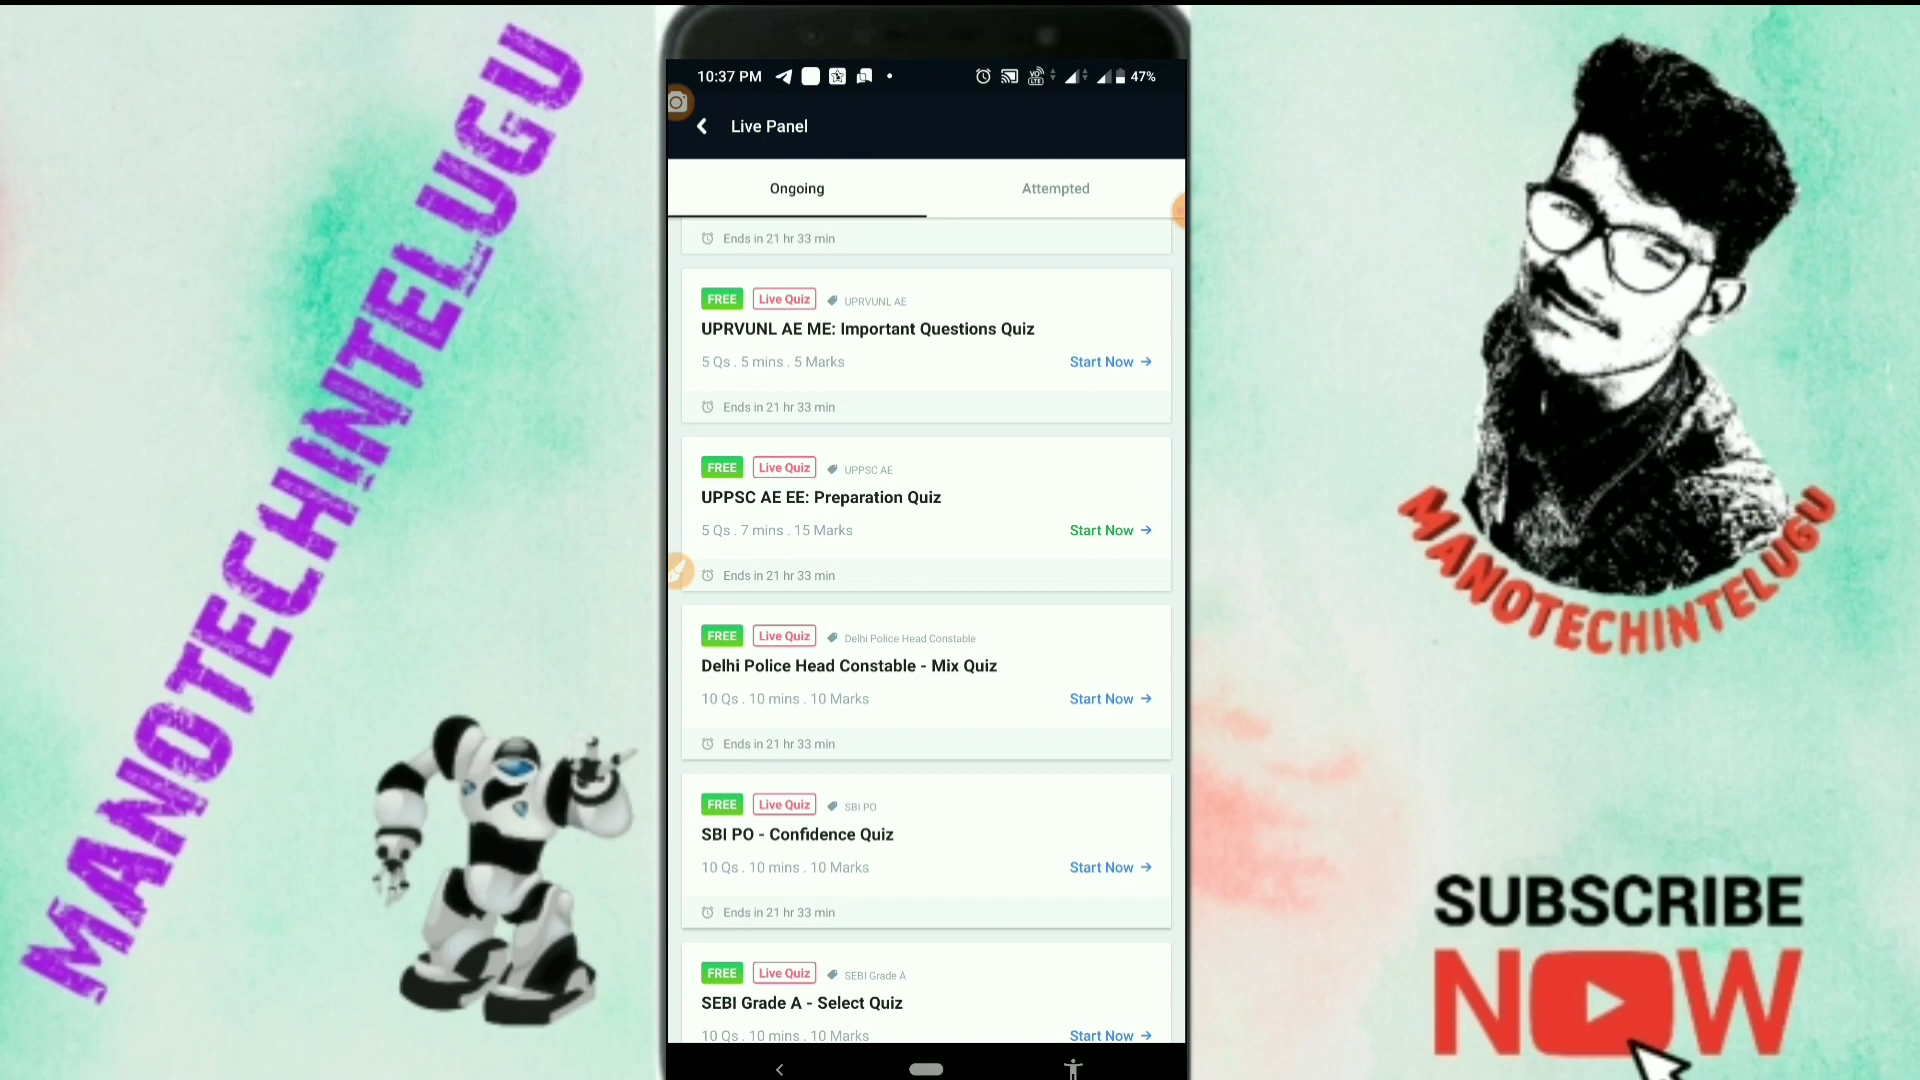 MANOTECHINTELUGU
10:37 PM
VO LTE
47%
Live Panel
Ongoing
Attempted
Ends in 21 hr 33 min
FREE Live Quiz UPRVUNL AE
UPRVUNL AE ME: Important Questions Quiz
5 Qs . 5 mins . 5 Marks
Start Now →
Ends in 21 hr 33 min
FREE Live Quiz UPPSC AE
UPPSC AE EE: Preparation Quiz
5 Qs . 7 mins . 15 Marks
Start Now →
Ends in 21 hr 33 min
FREE Live Quiz Delhi Police Head Constable
Delhi Police Head Constable - Mix Quiz
10 Qs . 10 mins . 10 Marks
Start Now →
Ends in 21 hr 33 min
FREE Live Quiz SBI PO
SBI PO - Confidence Quiz
10 Qs . 10 mins . 10 Marks
Start Now →
Ends in 21 hr 33 min
FREE Live Quiz SEBI Grade A
SEBI Grade A - Select Quiz
10 Qs . 10 mins . 10 Marks
Start Now →
MANOTECHINTELUGU
SUBSCRIBE
NOW